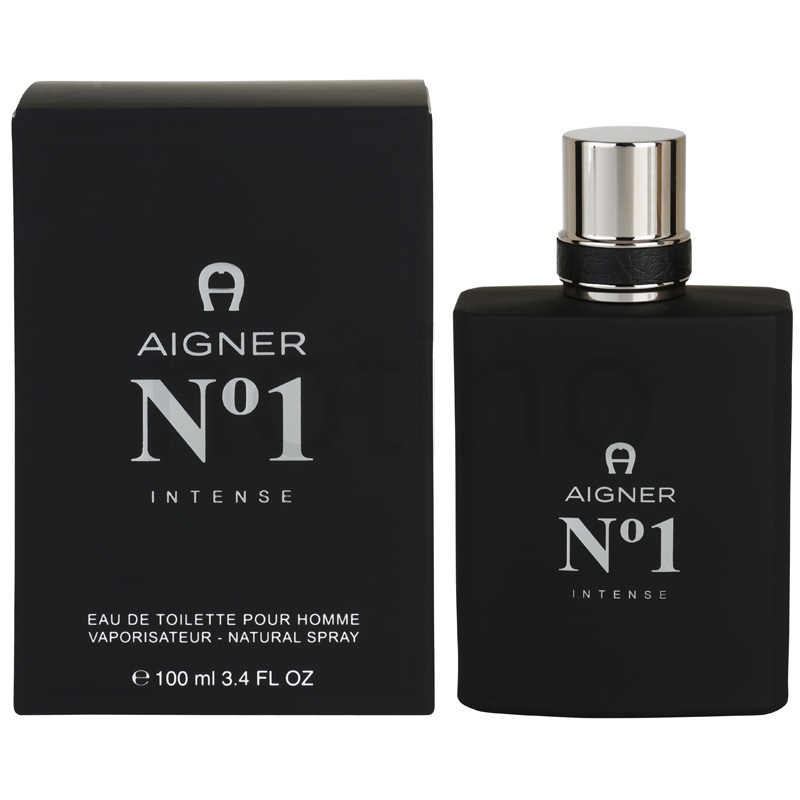 AIGNER
Nº1
INTENSE
EAU DE TOILETTE POUR HOMME
VAPORISATEUR - NATURAL SPRAY
℮ 100 ml 3.4 FL OZ
AIGNER
Nº1
INTENSE
notino